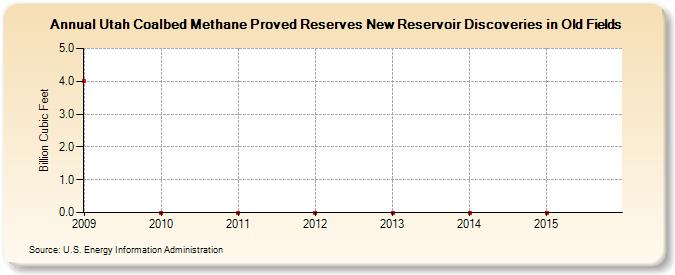 Annual Utah Coalbed Methane Proved Reserves New Reservoir Discoveries in Old Fields
Billion Cubic Feet
5.0
4.0
3.0
2.0
1.0
0.0
2009 2010 2011 2012 2013 2014 2015
Source: U.S. Energy Information Administration